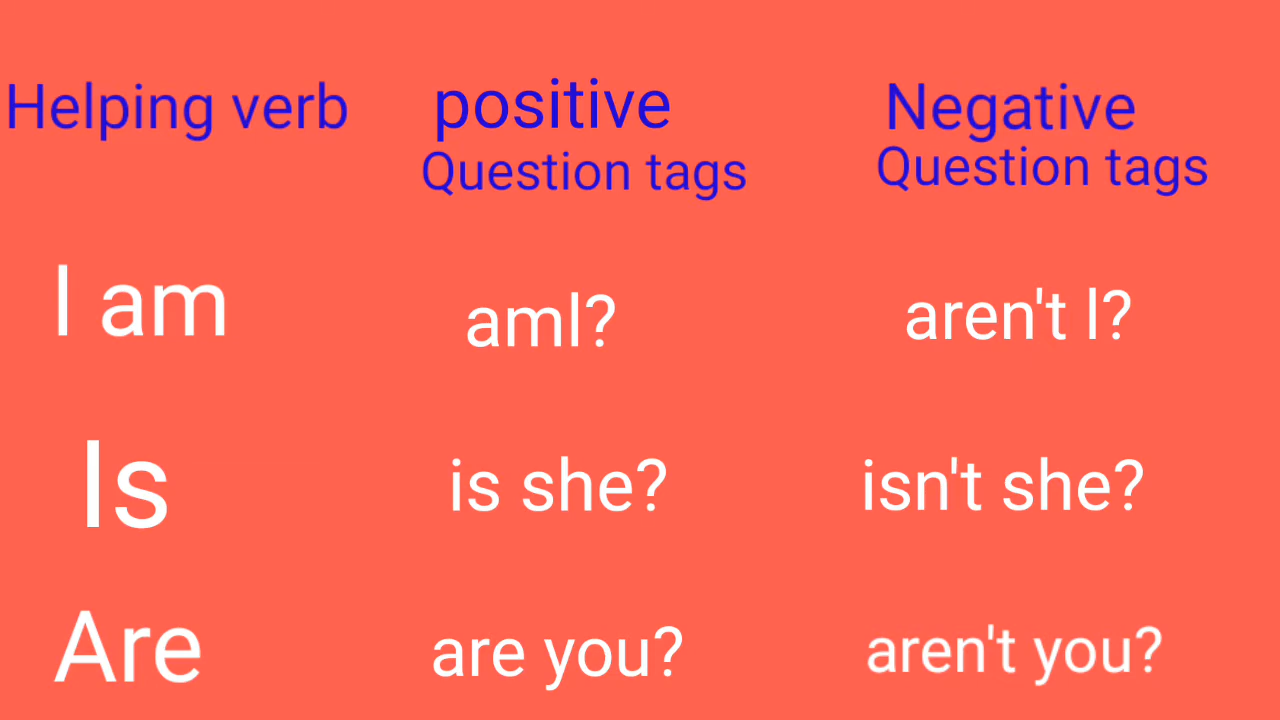 Helping verb positive Negative
Question tags Question tags
I am amI? aren't I?
Is is she? isn't she?
Are are you? aren't you?